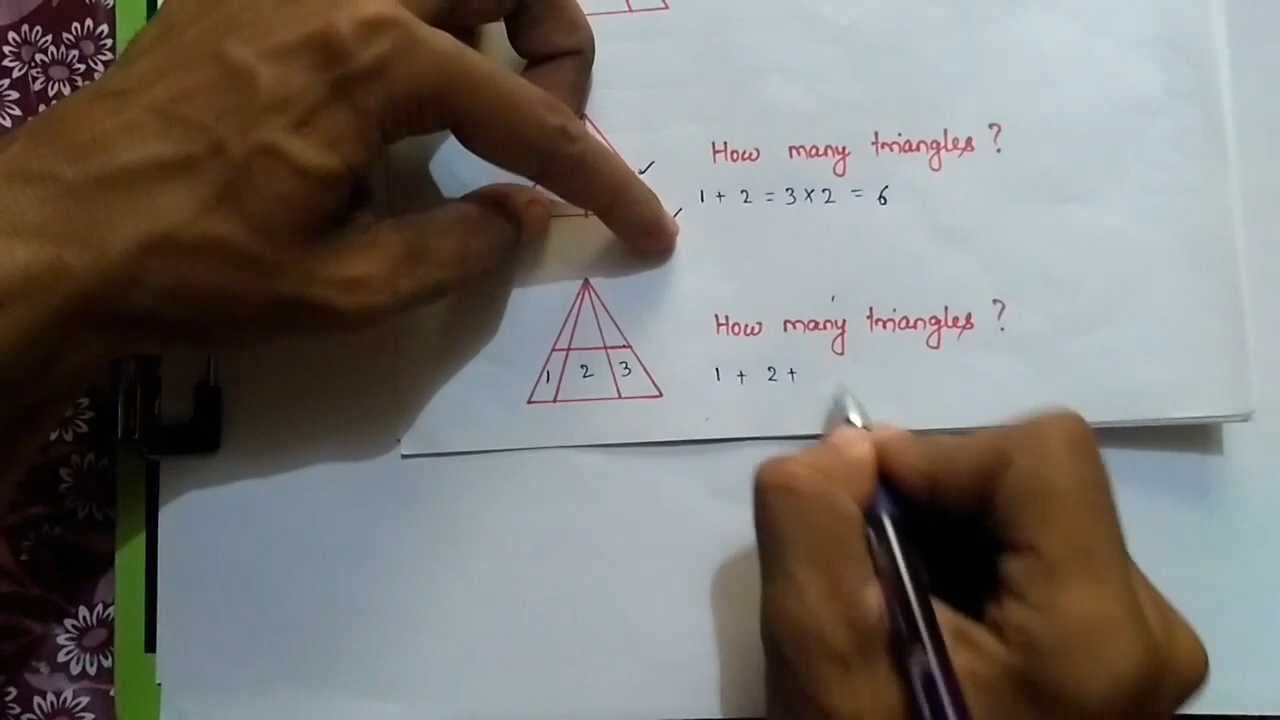 How many triangles ?
1 + 2 = 3 × 2 = 6
How many triangles ?
1 + 2 +
1 2 3